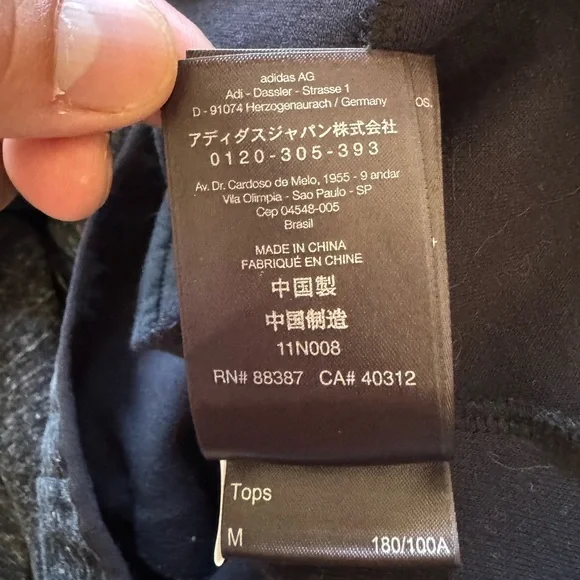 adidas AG
Adi - Dassler - Strasse 1
D - 91074 Herzogenaurach / Germany
OS.
アディダスジャパン株式会社
0120-305-393
Av. Dr. Cardoso de Melo, 1955 - 9 andar
Vila Olimpia - Sao Paulo - SP
Cep 04548-005
Brasil
MADE IN CHINA
FABRIQUÉ EN CHINE
中国製
中国制造
11N008
RN# 88387 CA# 40312
Tops
M 180/100A